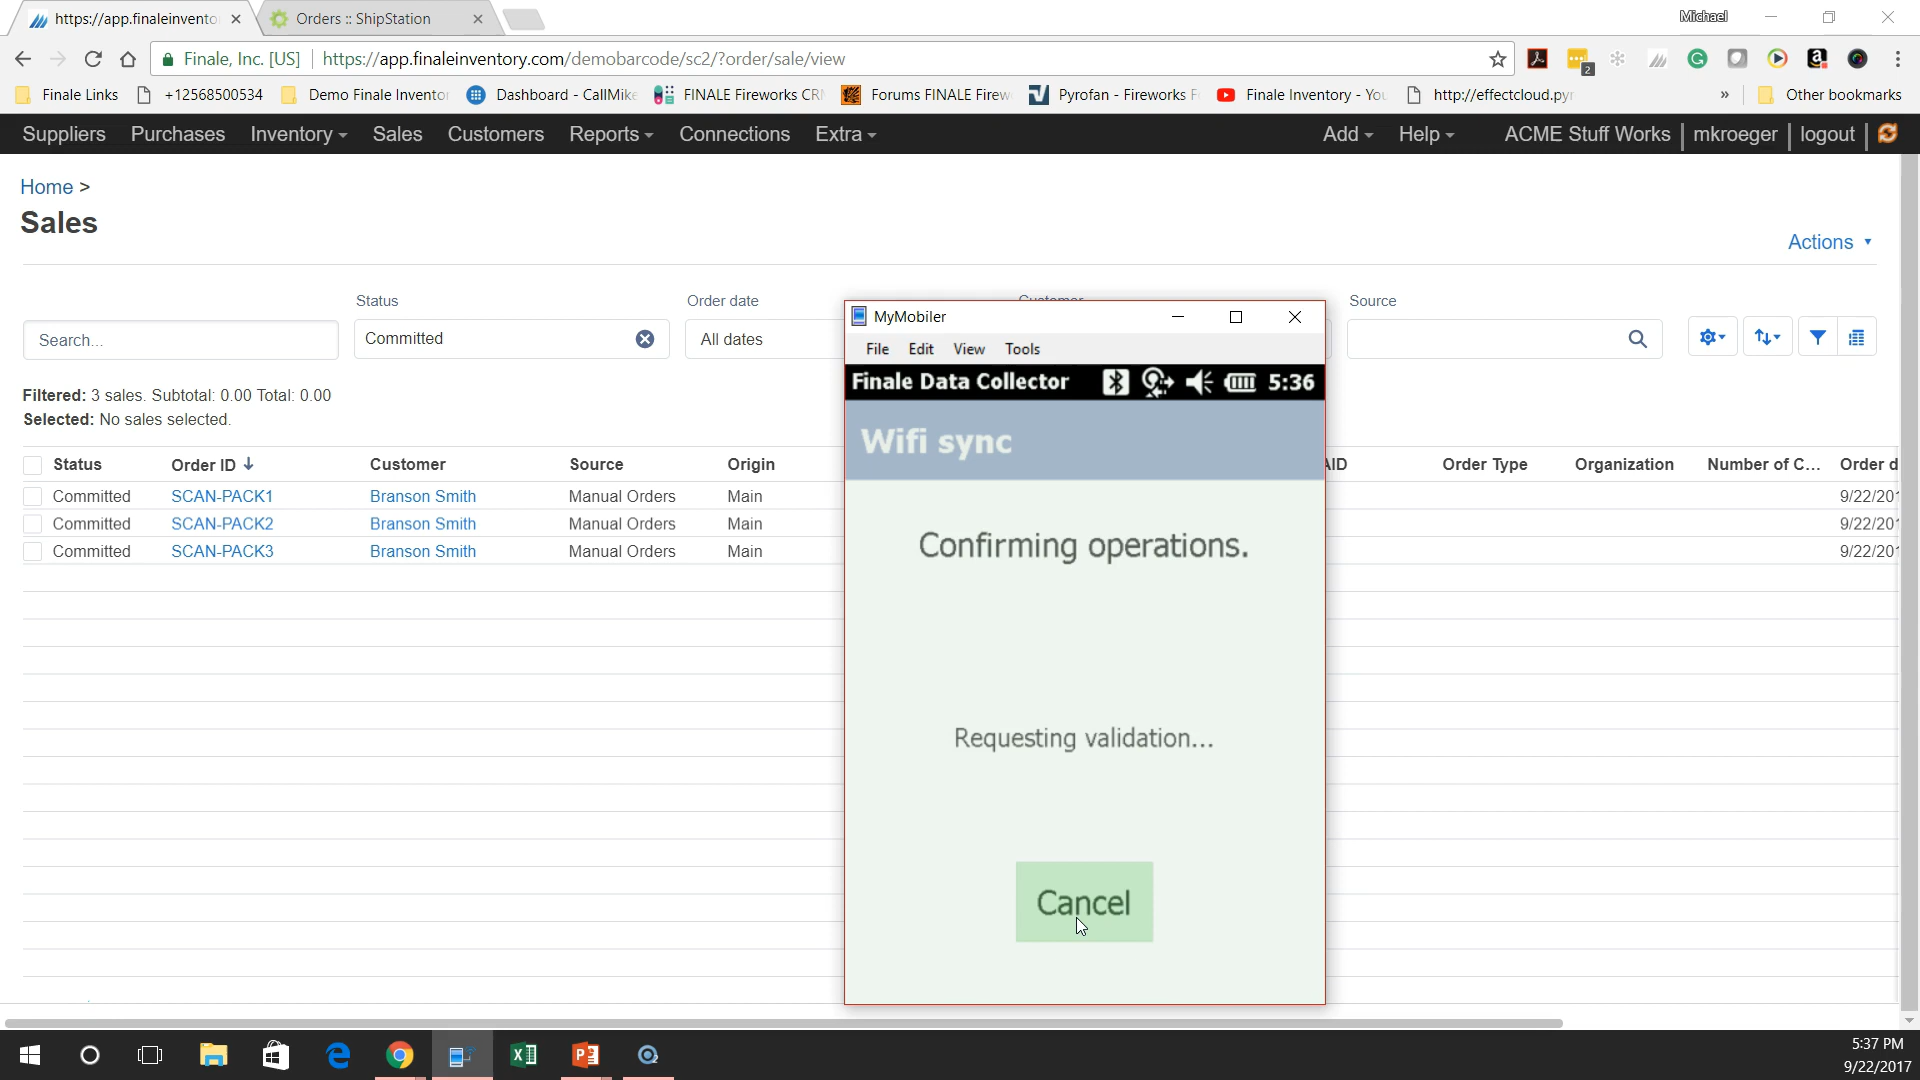 https://app.finaleinvento
Orders :: ShipStation
Michael
Finale, Inc. [US]
https://app.finaleinventory.com/demobarcode/sc2/?order/sale/view
2
Finale Links
+12568500534
Demo Finale Invento
Dashboard - CallMike
FINALE Fireworks CR
Forums FINALE Firew
Pyrofan - Fireworks F
Finale Inventory - You
http://effectcloud.py
»
Other bookmarks
Suppliers
Purchases
Inventory
Sales
Customers
Reports
Connections
Extra
Add
Help
ACME Stuff Works
mkroeger
logout
Home >
Sales
Actions
Status
Order date
Customer
Source
Search...
Committed
All dates
Filtered: 3 sales. Subtotal: 0.00 Total: 0.00
Selected: No sales selected.
Status Order ID Customer Source Origin AID Order Type Organization Number of C... Order d
Committed SCAN-PACK1 Branson Smith Manual Orders Main 9/22/201
Committed SCAN-PACK2 Branson Smith Manual Orders Main 9/22/201
Committed SCAN-PACK3 Branson Smith Manual Orders Main 9/22/201
MyMobiler
File Edit View Tools
Finale Data Collector 5:36
Wifi sync
Confirming operations.
Requesting validation...
Cancel
5:37 PM
9/22/2017